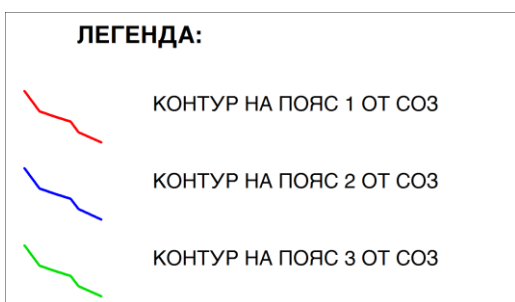 ЛЕГЕНДА:
КОНТУР НА ПОЯС 1 ОТ СОЗ
КОНТУР НА ПОЯС 2 ОТ СОЗ
КОНТУР НА ПОЯС 3 ОТ СОЗ